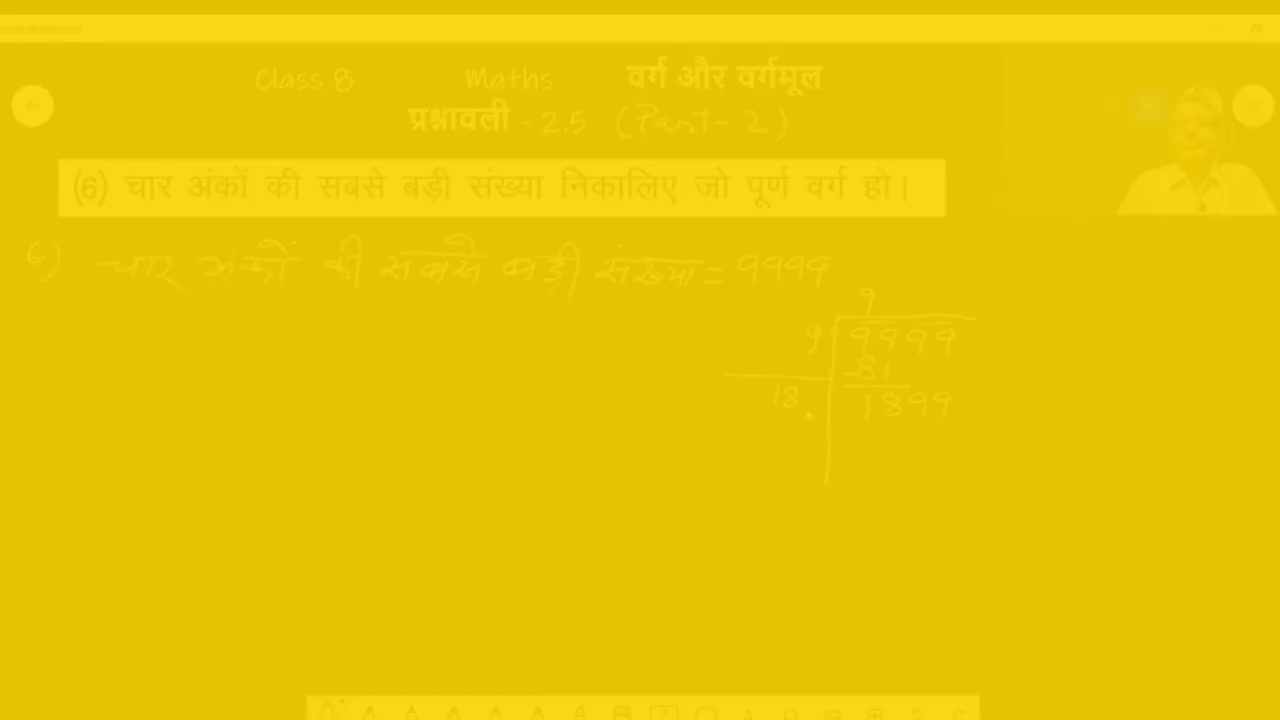 Class 8 Maths वर्ग और वर्गमूल
प्रश्नावली - 2.5 (Part-2)
(6) चार अंकों की सबसे बड़ी संख्या निकालिए जो पूर्ण वर्ग हो।
6) चार अंकों की सबसे बड़ी संख्या = 9999
9
9 9999
81
18 1899